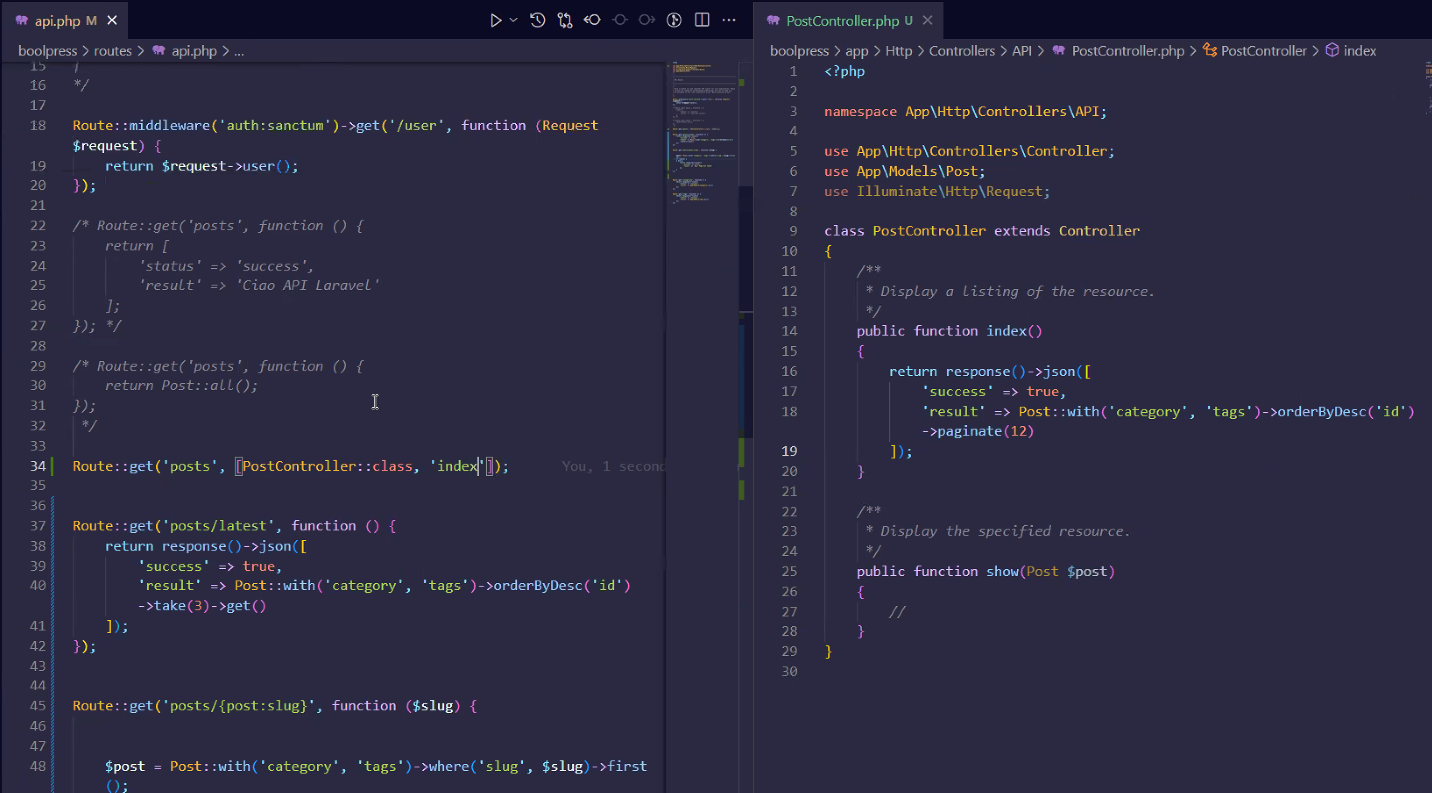 api.php M
boolpress > routes > api.php > ...
15 |
16 */
17
18 Route::middleware('auth:sanctum')->get('/user', function (Request
$request) {
19 return $request->user();
20 });
21
22 /* Route::get('posts', function () {
23 return [
24 'status' => 'success',
25 'result' => 'Ciao API Laravel'
26 ];
27 }); */
28
29 /* Route::get('posts', function () {
30 return Post::all();
31 });
32 */
33
34 Route::get('posts', [PostController::class, 'index']); You, 1 second
35
36
37 Route::get('posts/latest', function () {
38 return response()->json([
39 'success' => true,
40 'result' => Post::with('category', 'tags')->orderByDesc('id')
->take(3)->get()
41 ]);
42 });
43
44
45 Route::get('posts/{post:slug}', function ($slug) {
46
47
48 $post = Post::with('category', 'tags')->where('slug', $slug)->first
();
PostController.php U
boolpress > app > Http > Controllers > API > PostController.php > PostController > index
1 <?php
2
3 namespace App\Http\Controllers\API;
4
5 use App\Http\Controllers\Controller;
6 use App\Models\Post;
7 use Illuminate\Http\Request;
8
9 class PostController extends Controller
10 {
11 /**
12 * Display a listing of the resource.
13 */
14 public function index()
15 {
16 return response()->json([
17 'success' => true,
18 'result' => Post::with('category', 'tags')->orderByDesc('id')
->paginate(12)
19 ]);
20 }
21
22 /**
23 * Display the specified resource.
24 */
25 public function show(Post $post)
26 {
27 //
28 }
29 }
30